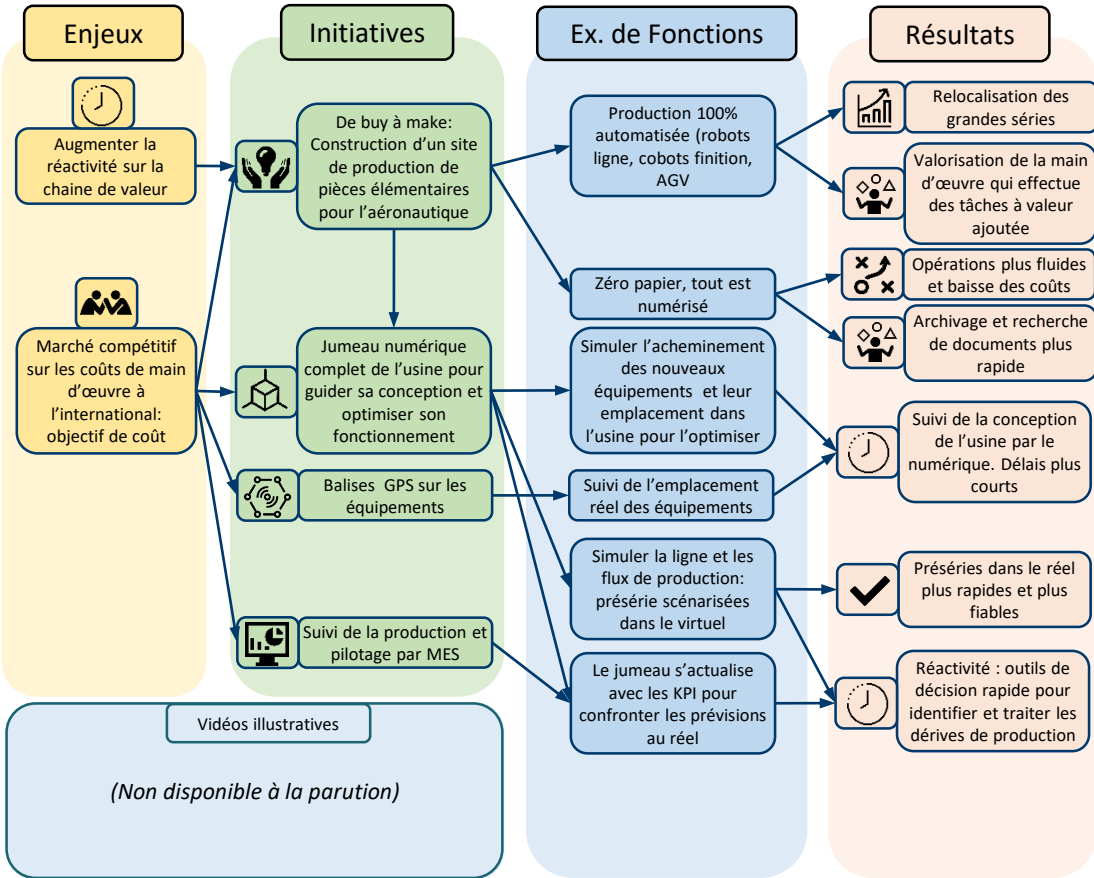 Enjeux
Augmenter la
réactivité sur la
chaine de valeur
Marché compétitif
sur les coûts de main
d’œuvre à
l’international:
objectif de coût
Initiatives
De buy à make:
Construction d’un site
de production de
pièces élémentaires
pour l’aéronautique
Jumeau numérique
complet de l’usine pour
guider sa conception et
optimiser son
fonctionnement
Balises GPS sur les
équipements
Suivi de la production et
pilotage par MES
Ex. de Fonctions
Production 100%
automatisée (robots
ligne, cobots finition,
AGV
Zéro papier, tout est
numérisé
Simuler l’acheminement
des nouveaux
équipements et leur
emplacement dans
l’usine pour l’optimiser
Suivi de l’emplacement
réel des équipements
Simuler la ligne et les
flux de production:
présérie scénarisées
dans le virtuel
Le jumeau s’actualise
avec les KPI pour
confronter les prévisions
au réel
Résultats
Relocalisation des
grandes séries
Valorisation de la main
d’œuvre qui effectue
des tâches à valeur
ajoutée
Opérations plus fluides
et baisse des coûts
Archivage et recherche
de documents plus
rapide
Suivi de la conception
de l’usine par le
numérique. Délais plus
courts
Préséries dans le réel
plus rapides et plus
fiables
Réactivité : outils de
décision rapide pour
identifier et traiter les
dérives de production
Vidéos illustratives
(Non disponible à la parution)